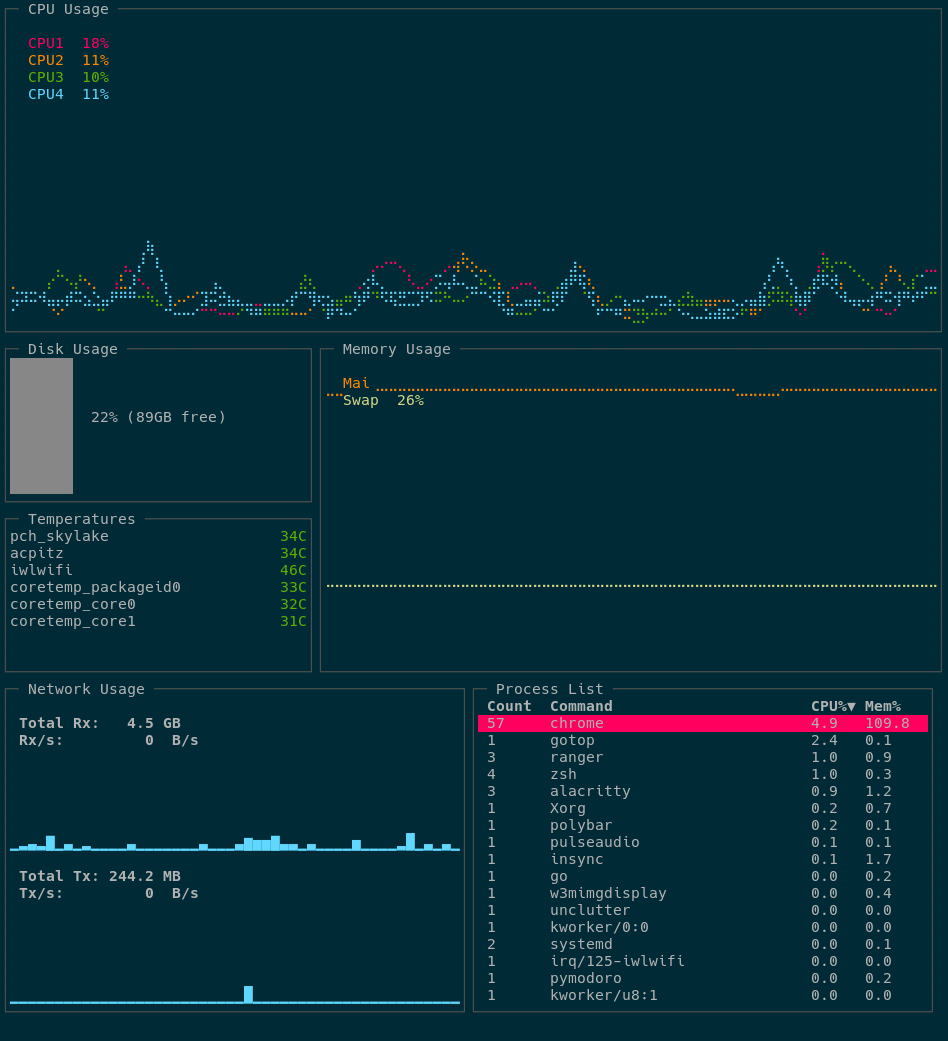 CPU Usage
CPU1  18%
CPU2  11%
CPU3  10%
CPU4  11%
Disk Usage
22% (89GB free)
Memory Usage
Mai
Swap  26%
Temperatures
pch_skylake 34C
acpitz 34C
iwlwifi 46C
coretemp_packageid0 33C
coretemp_core0 32C
coretemp_core1 31C
Network Usage
Total Rx:   4.5 GB
Rx/s:         0  B/s
Total Tx: 244.2 MB
Tx/s:         0  B/s
Process List
Count  Command  CPU%▼ Mem%
57  chrome  4.9  109.8
1  gotop  2.4  0.1
3  ranger  1.0  0.9
4  zsh  1.0  0.3
3  alacritty  0.9  1.2
1  Xorg  0.2  0.7
1  polybar  0.2  0.1
1  pulseaudio  0.1  0.1
1  insync  0.1  1.7
1  go  0.0  0.2
1  w3mimgdisplay  0.0  0.4
1  unclutter  0.0  0.0
1  kworker/0:0  0.0  0.0
2  systemd  0.0  0.1
1  irq/125-iwlwifi  0.0  0.0
1  pymodoro  0.0  0.2
1  kworker/u8:1  0.0  0.0